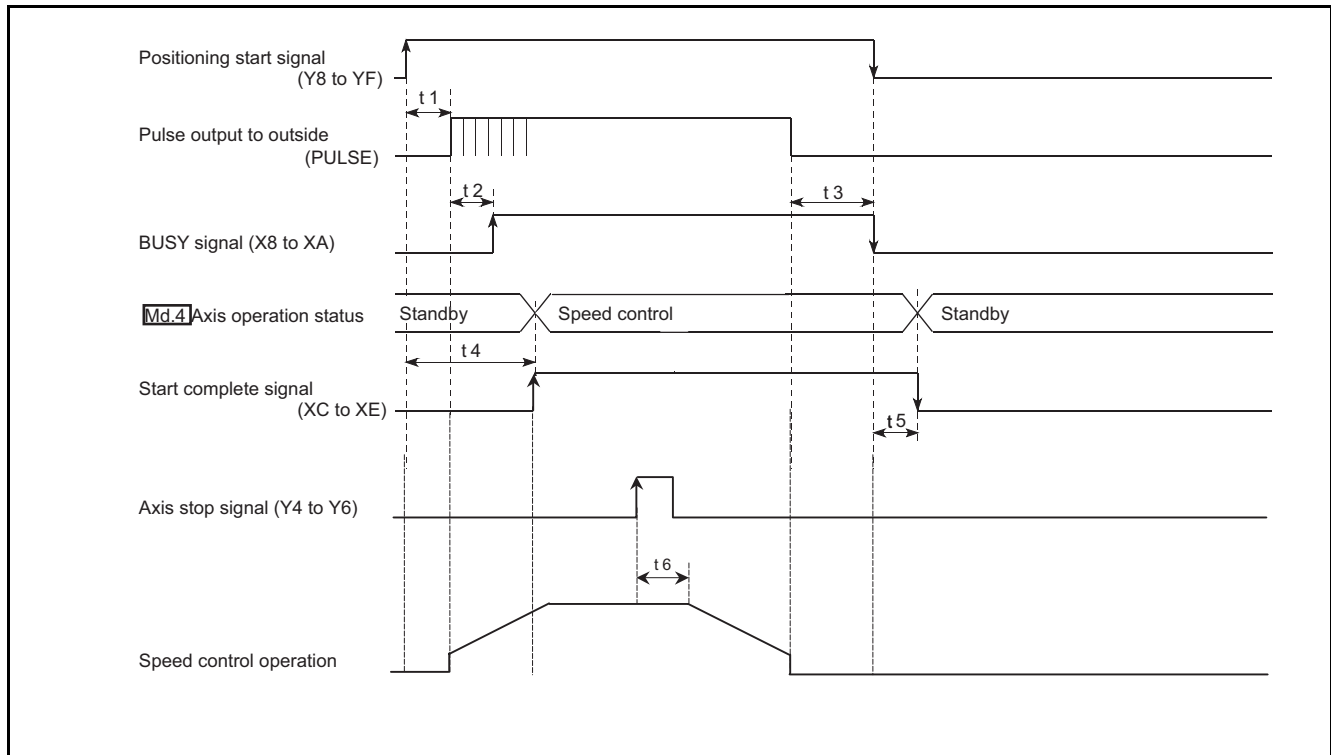 Positioning start signal
(Y8 to YF)
t 1
Pulse output to outside
(PULSE)
t 2
t 3
BUSY signal (X8 to XA)
Md.4 Axis operation status
Standby
Speed control
Standby
t 4
Start complete signal
(XC to XE)
t 5
Axis stop signal (Y4 to Y6)
t 6
Speed control operation